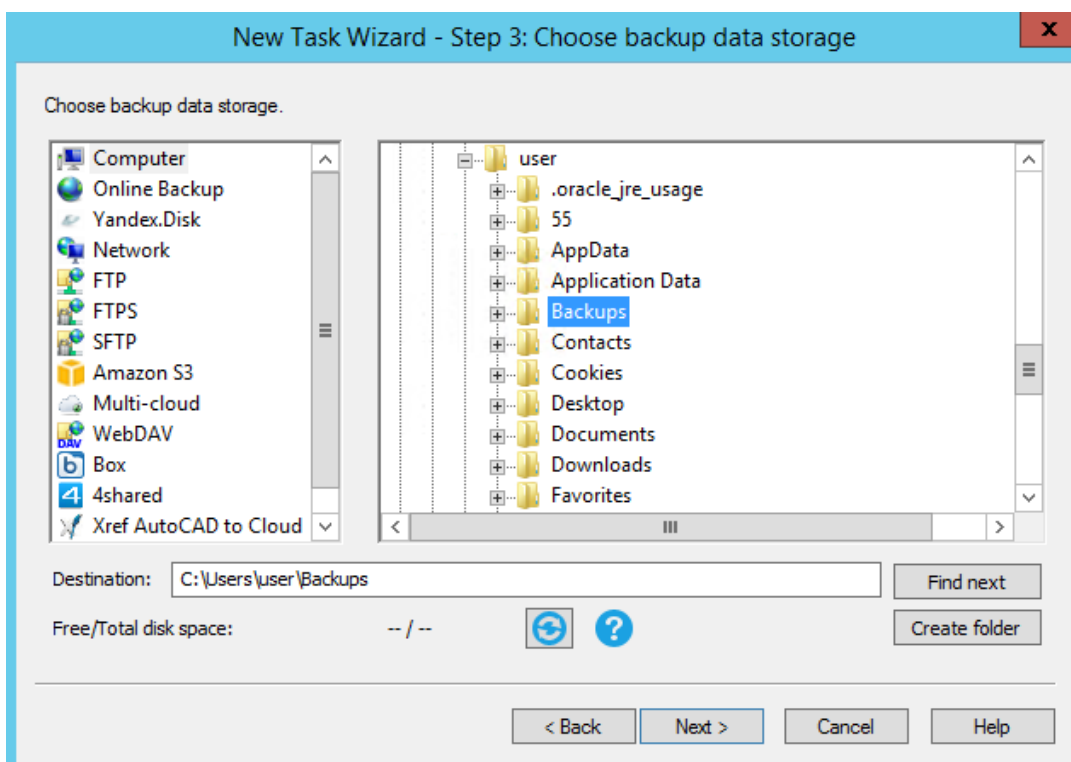 New Task Wizard - Step 3: Choose backup data storage
x
Choose backup data storage.
Computer
Online Backup
Yandex.Disk
Network
FTP
FTPS
SFTP
Amazon S3
Multi-cloud
DAV WebDAV
b Box
4 4shared
Xref AutoCAD to Cloud
user
.oracle_jre_usage
55
AppData
Application Data
Backups
Contacts
Cookies
Desktop
Documents
Downloads
Favorites
Destination: C:\Users\user\Backups Find next
Free/Total disk space: -- / -- ? Create folder
< Back Next > Cancel Help